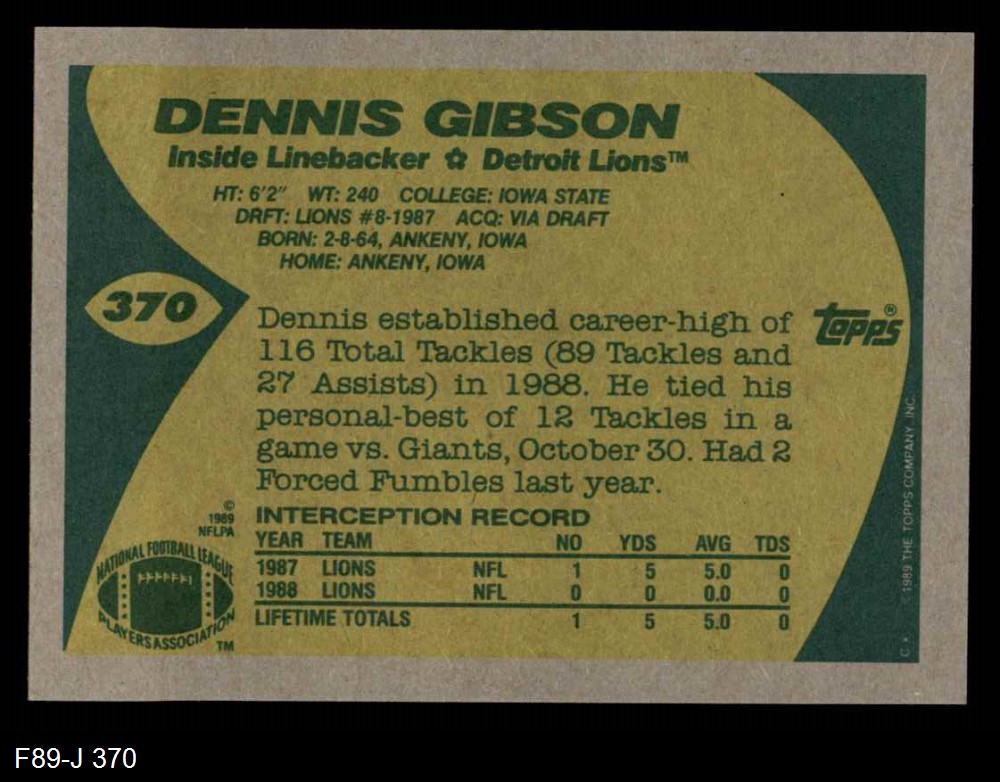 DENNIS GIBSON
Inside Linebacker ✿ Detroit Lions™
HT: 6'2" WT: 240 COLLEGE: IOWA STATE
DRFT: LIONS #8-1987 ACQ: VIA DRAFT
BORN: 2-8-64, ANKENY, IOWA
HOME: ANKENY, IOWA
370
topps®
Dennis established career-high of
116 Total Tackles (89 Tackles and
27 Assists) in 1988. He tied his
personal-best of 12 Tackles in a
game vs. Giants, October 30. Had 2
Forced Fumbles last year.
©
1989
NFLPA
NATIONAL FOOTBALL LEAGUE
PLAYERS ASSOCIATION
TM
INTERCEPTION RECORD
YEAR TEAM NO YDS AVG TDS
1987 LIONS NFL 1 5 5.0 0
1988 LIONS NFL 0 0 0.0 0
LIFETIME TOTALS 1 5 5.0 0
C* ©1989 THE TOPPS COMPANY, INC.
F89-J 370